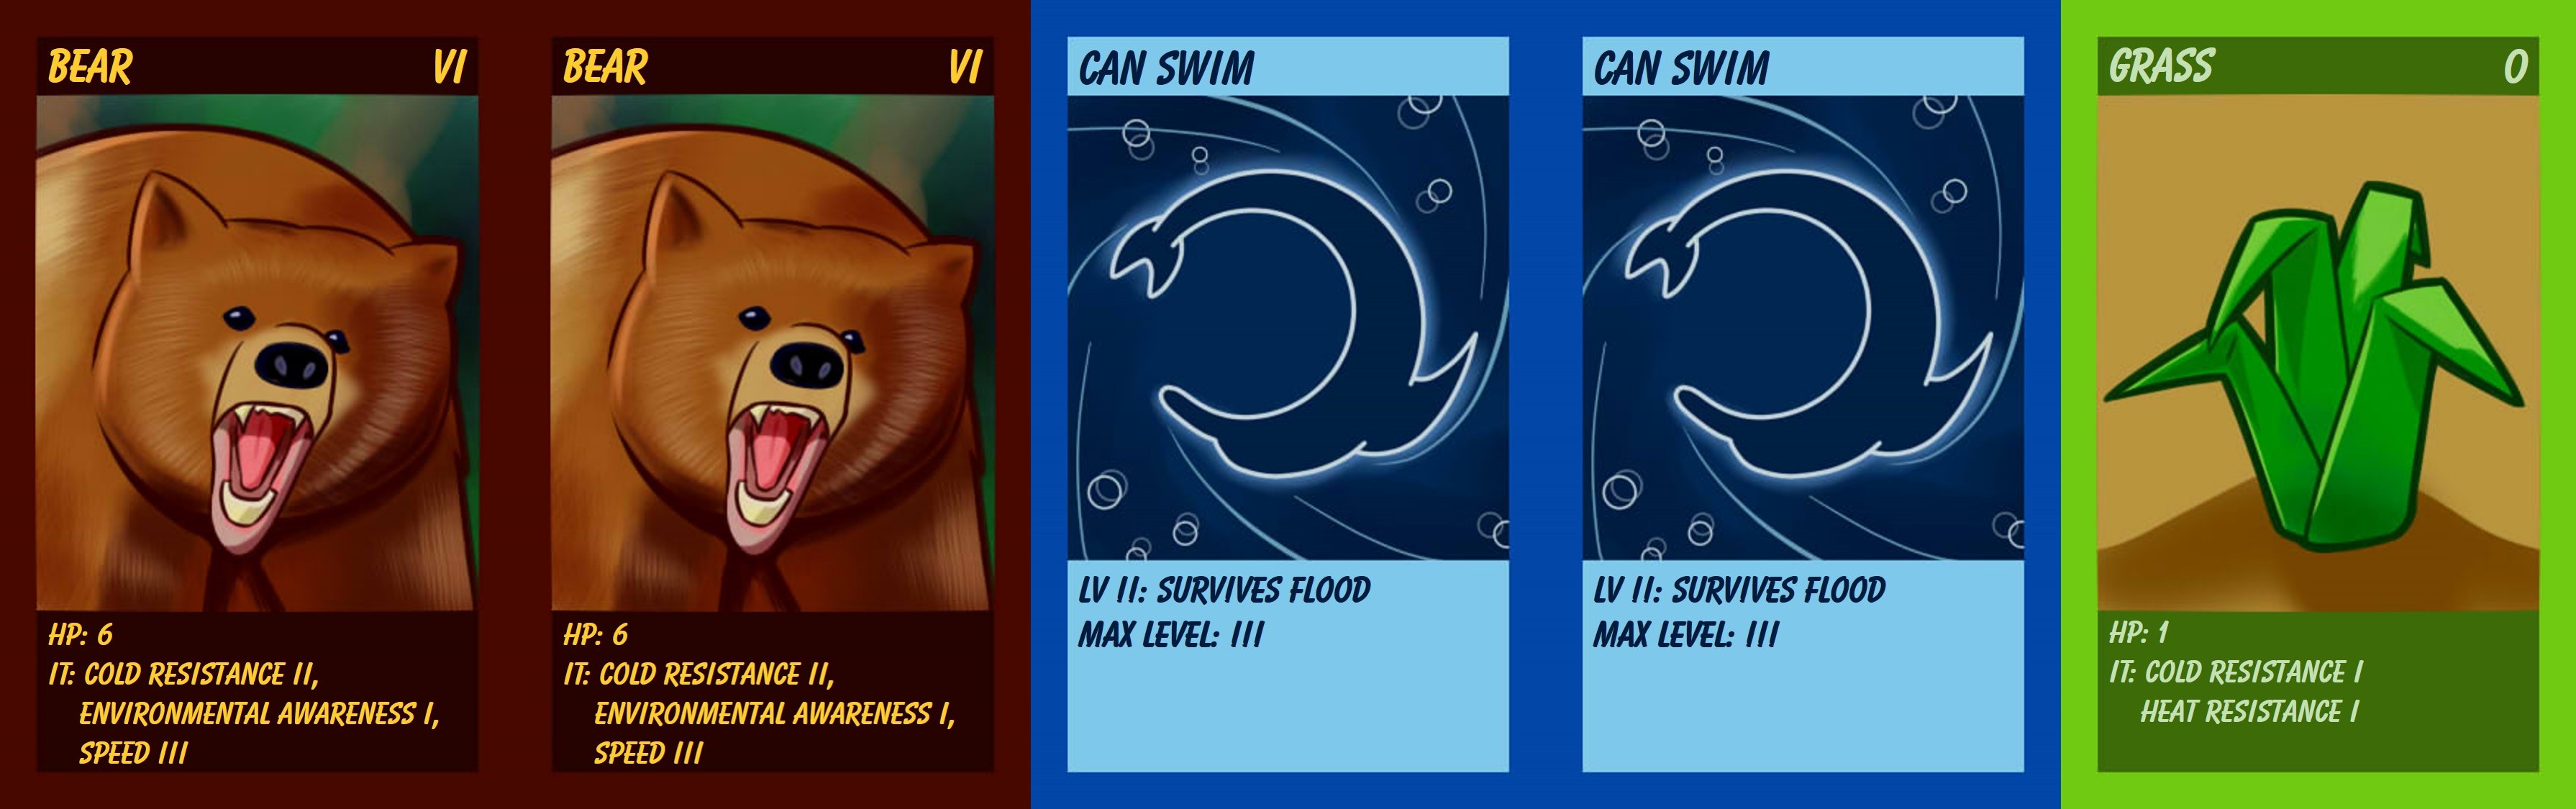 BEAR VI
HP: 6
IT: COLD RESISTANCE II,
ENVIRONMENTAL AWARENESS I,
SPEED III
BEAR VI
HP: 6
IT: COLD RESISTANCE II,
ENVIRONMENTAL AWARENESS I,
SPEED III
CAN SWIM
LV II: SURVIVES FLOOD
MAX LEVEL: III
CAN SWIM
LV II: SURVIVES FLOOD
MAX LEVEL: III
GRASS 0
HP: 1
IT: COLD RESISTANCE I
HEAT RESISTANCE I